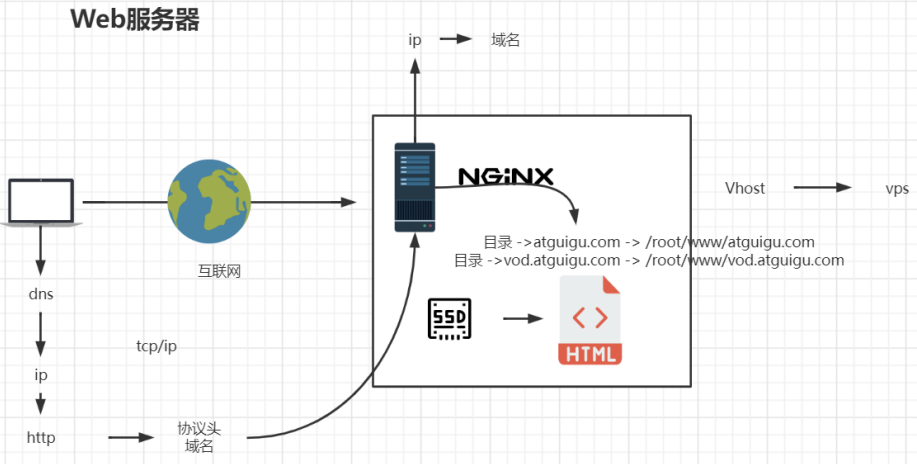 Web服务器
ip
域名
NGiNX
Vhost
vps
目录 ->atguigu.com -> /root/www/atguigu.com
目录 ->vod.atguigu.com -> /root/www/vod.atguigu.com
互联网
dns
SSD
tcp/ip
HTML
ip
http
协议头
域名